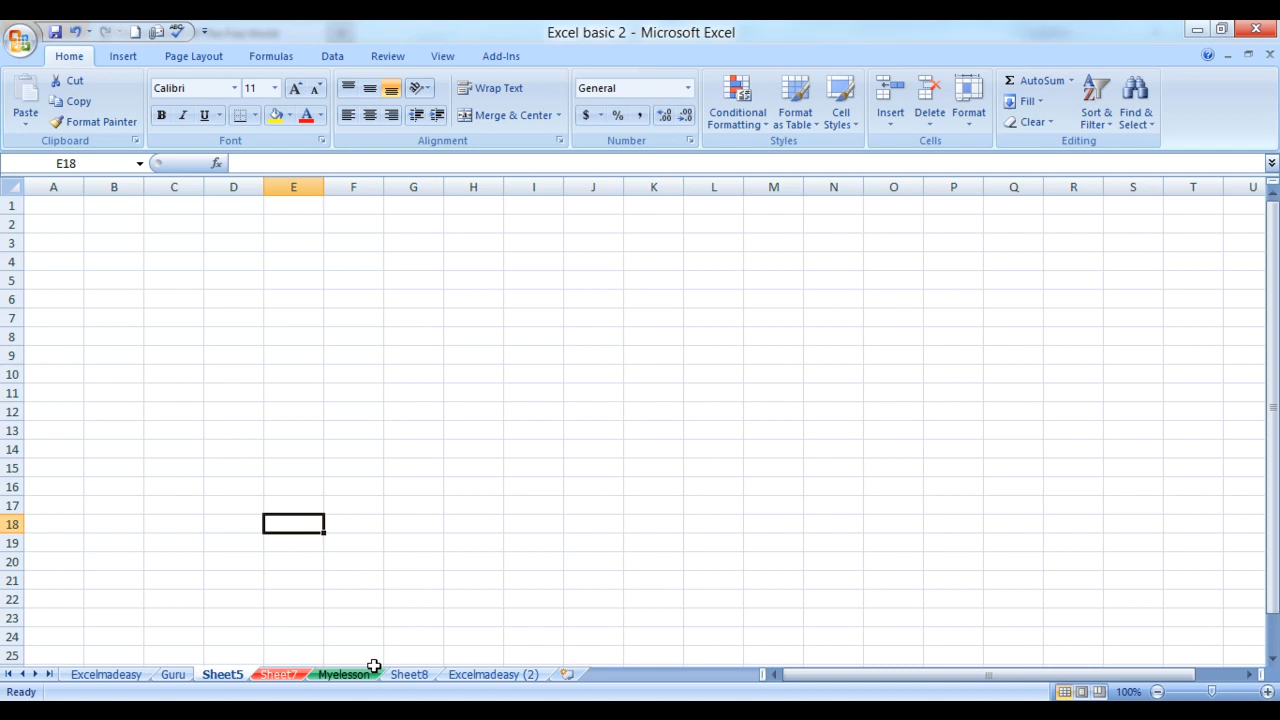 Excel basic 2 - Microsoft Excel
Home Insert Page Layout Formulas Data Review View Add-Ins
Cut
Copy
Format Painter
Paste
Clipboard
Calibri 11
B I U A
Font
Wrap Text
Merge & Center
Alignment
General
$ % ,
Number
Conditional Formatting
Format as Table
Cell Styles
Styles
Insert Delete Format
Cells
Σ AutoSum
Fill
Clear
Sort & Filter
Find & Select
Editing
E18 fx
A B C D E F G H I J K L M N O P Q R S T U
1
2
3
4
5
6
7
8
9
10
11
12
13
14
15
16
17
18
19
20
21
22
23
24
25
Excelmadeasy Guru Sheet5 Sheet7 Myelesson Sheet8 Excelmadeasy (2)
Ready 100%